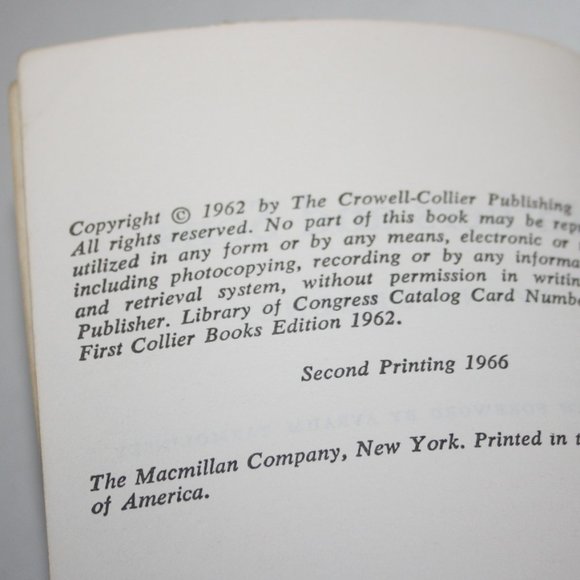 Copyright © 1962 by The Crowell-Collier Publishing
All rights reserved. No part of this book may be
utilized in any form or by any means, electronic or
including photocopying, recording or by any
and retrieval system, without permission in writing
Publisher. Library of Congress Catalog Card
First Collier Books Edition 1962.
Second Printing 1966
The Macmillan Company, New York. Printed in
of America.